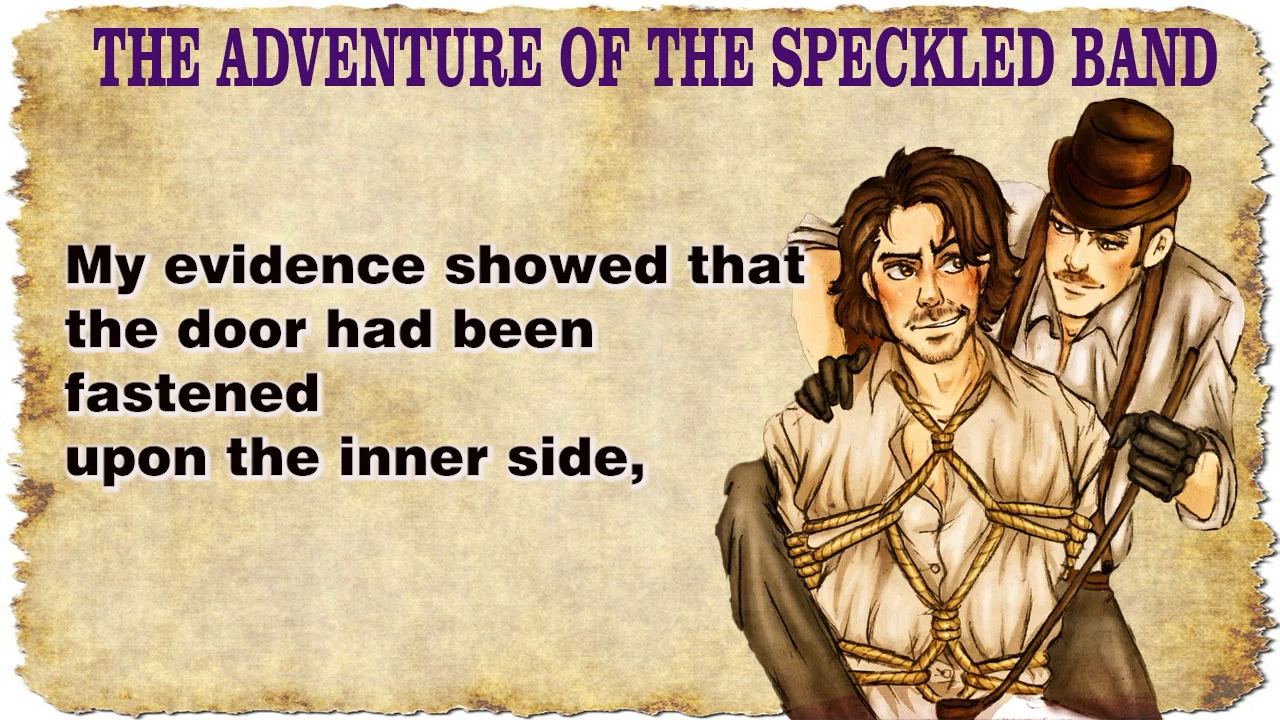 THE ADVENTURE OF THE SPECKLED BAND
My evidence showed that
the door had been
fastened
upon the inner side,